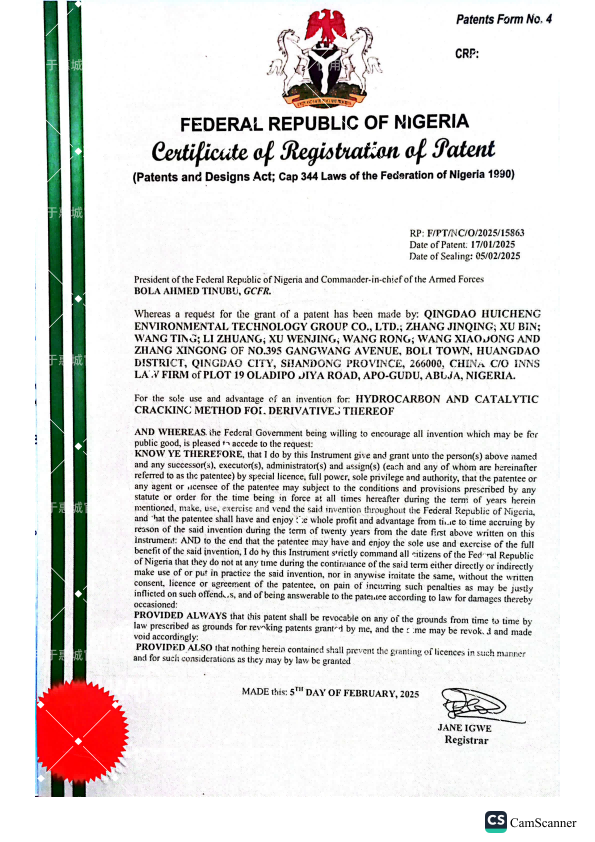 Patents Form No. 4
CRP:
FEDERAL REPUBLIC OF NIGERIA
Certificate of Registration of Patent
(Patents and Designs Act; Cap 344 Laws of the Federation of Nigeria 1990)
RP: F/PT/NC/O/2025/15863
Date of Patent: 17/01/2025
Date of Sealing: 05/02/2025
President of the Federal Republic of Nigeria and Commander-in-chief of the Armed Forces
BOLA AHMED TINUBU, GCFR.
Whereas a request for the grant of a patent has been made by: QINGDAO HUICHENG
ENVIRONMENTAL TECHNOLOGY GROUP CO., LTD.; ZHANG JINQING; XU BIN;
WANG TING; LI ZHUANG; XU WENJING; WANG RONG; WANG XIAOJONG AND
ZHANG XINGONG OF NO.395 GANGWANG AVENUE, BOLI TOWN, HUANGDAO
DISTRICT, QINGDAO CITY, SHANDONG PROVINCE, 266000, CHINA C/O INNS
LAW FIRM of PLOT 19 OLADIPO DIYA ROAD, APO-GUDU, ABUJA, NIGERIA.
For the sole use and advantage of an invention for: HYDROCARBON AND CATALYTIC
CRACKING METHOD FOR DERIVATIVES THEREOF
AND WHEREAS the Federal Government being willing to encourage all invention which may be for
public good, is pleased to accede to the request:
KNOW YE THEREFORE, that I do by this Instrument give and grant unto the person(s) above named
and any successor(s), executor(s), administrator(s) and assign(s) (each and any of whom are hereinafter
referred to as the patentee) by special licence, full power, sole privilege and authority, that the patentee or
any agent or licensee of the patentee may subject to the conditions and provisions prescribed by any
statute or order for the time being in force at all times hereafter during the term of years herein
mentioned, make, use, exercise and vend the said invention throughout the Federal Republic of Nigeria,
and that the patentee shall have and enjoy the whole profit and advantage from time to time accruing by
reason of the said invention during the term of twenty years from the date first above written on this
Instrument: AND to the end that the patentee may have and enjoy the sole use and exercise of the full
benefit of the said invention, I do by this Instrument strictly command all citizens of the Federal Republic
of Nigeria that they do not at any time during the continuance of the said term either directly or indirectly
make use of or put in practice the said invention, nor in anywise imitate the same, without the written
consent, licence or agreement of the patentee, on pain of incurring such penalties as may be justly
inflicted on such offenders, and of being answerable to the patentee according to law for damages thereby
occasioned:
PROVIDED ALWAYS that this patent shall be revocable on any of the grounds from time to time by
law prescribed as grounds for revoking patents granted by me, and the same may be revoked and made
void accordingly:
PROVIDED ALSO that nothing herein contained shall prevent the granting of licences in such manner
and for such considerations as they may by law be granted
MADE this: 5TH DAY OF FEBRUARY, 2025
JANE IGWE
Registrar
CS CamScanner